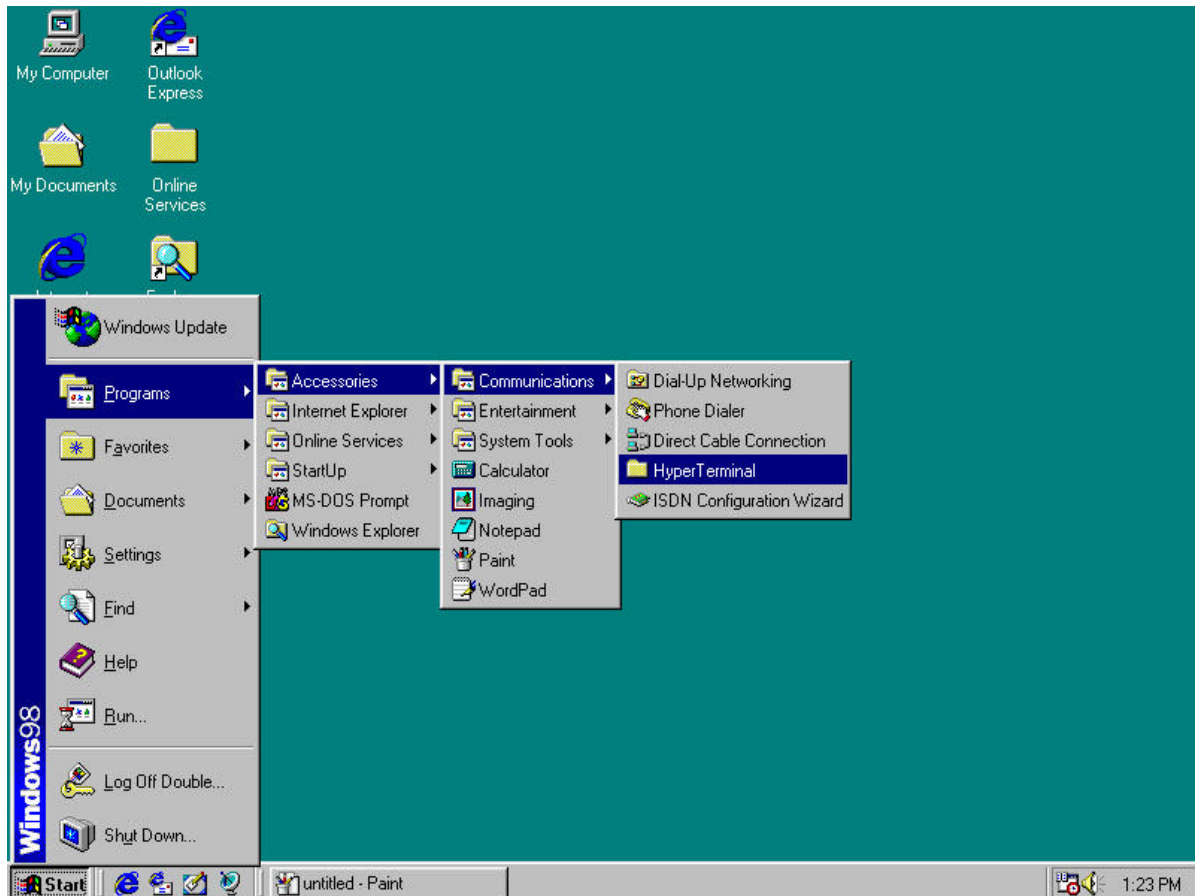 My Computer
Outlook
Express
My Documents
Online
Services
Windows Update
Programs
Favorites
Documents
Settings
Find
Help
Run...
Log Off Double...
Shut Down...
Windows98
Accessories
Internet Explorer
Online Services
StartUp
MS-DOS Prompt
Windows Explorer
Communications
Entertainment
System Tools
Calculator
Imaging
Notepad
Paint
WordPad
Dial-Up Networking
Phone Dialer
Direct Cable Connection
HyperTerminal
ISDN Configuration Wizard
Start
untitled - Paint
1:23 PM